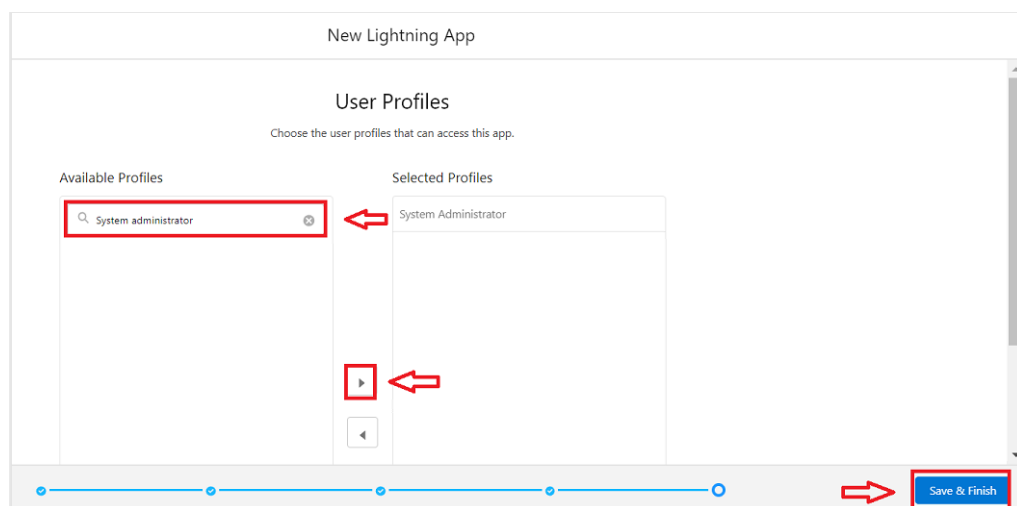 New Lightning App
User Profiles
Choose the user profiles that can access this app.
Available Profiles
Selected Profiles
System administrator
System Administrator
Save & Finish